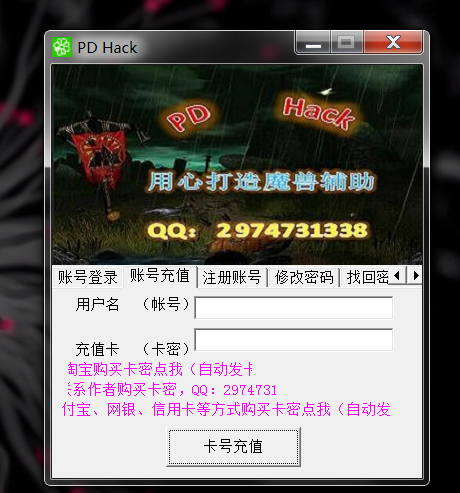 PD Hack
PD Hack
用心打造魔兽辅助
QQ: 2974731338
账号登录 账号充值 注册账号 修改密码 找回密
用户名 （帐号）
充值卡 （卡密）
淘宝购买卡密点我（自动发卡
系作者购买卡密，QQ：2974731
付宝、网银、信用卡等方式购买卡密点我（自动发
卡号充值